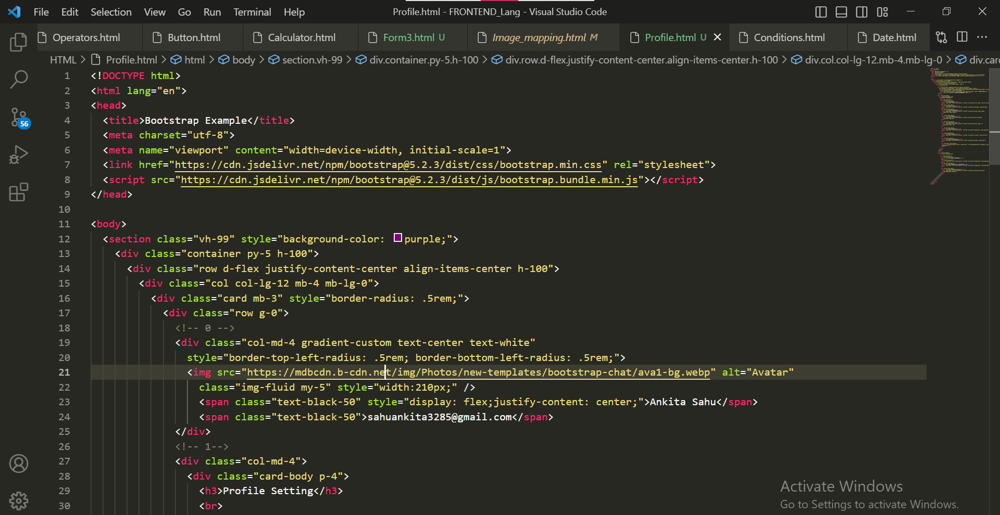 File Edit Selection View Go Run Terminal Help Profile.html - FRONTEND_Lang - Visual Studio Code
Operators.html Button.html Calculator.html Form3.html U Image_mapping.html M Profile.html U Conditions.html Date.html
HTML > Profile.html > html > body > section.vh-99 > div.container.py-5.h-100 > div.row.d-flex.justify-content-center.align-items-center.h-100 > div.col.col-lg-12.mb-4.mb-lg-0 > div.card
56
1 <!DOCTYPE html>
2 <html lang="en">
3 <head>
4 <title>Bootstrap Example</title>
5 <meta charset="utf-8">
6 <meta name="viewport" content="width=device-width, initial-scale=1">
7 <link href="https://cdn.jsdelivr.net/npm/bootstrap@5.2.3/dist/css/bootstrap.min.css" rel="stylesheet">
8 <script src="https://cdn.jsdelivr.net/npm/bootstrap@5.2.3/dist/js/bootstrap.bundle.min.js"></script>
9 </head>
10
11 <body>
12 <section class="vh-99" style="background-color: purple;">
13 <div class="container py-5 h-100">
14 <div class="row d-flex justify-content-center align-items-center h-100">
15 <div class="col col-lg-12 mb-4 mb-lg-0">
16 <div class="card mb-3" style="border-radius: .5rem;">
17 <div class="row g-0">
18 <!-- 0 -->
19 <div class="col-md-4 gradient-custom text-center text-white"
20 style="border-top-left-radius: .5rem; border-bottom-left-radius: .5rem;">
21 <img src="https://mdbcdn.b-cdn.net/img/Photos/new-templates/bootstrap-chat/ava1-bg.webp" alt="Avatar"
22 class="img-fluid my-5" style="width:210px;" />
23 <span class="text-black-50" style="display: flex;justify-content: center;">Ankita Sahu</span>
24 <span class="text-black-50">sahuankita3285@gmail.com</span>
25 </div>
26 <!-- 1-->
27 <div class="col-md-4">
28 <div class="card-body p-4">
29 <h3>Profile Setting</h3>
30 <br>
Activate Windows
Go to Settings to activate Windows.